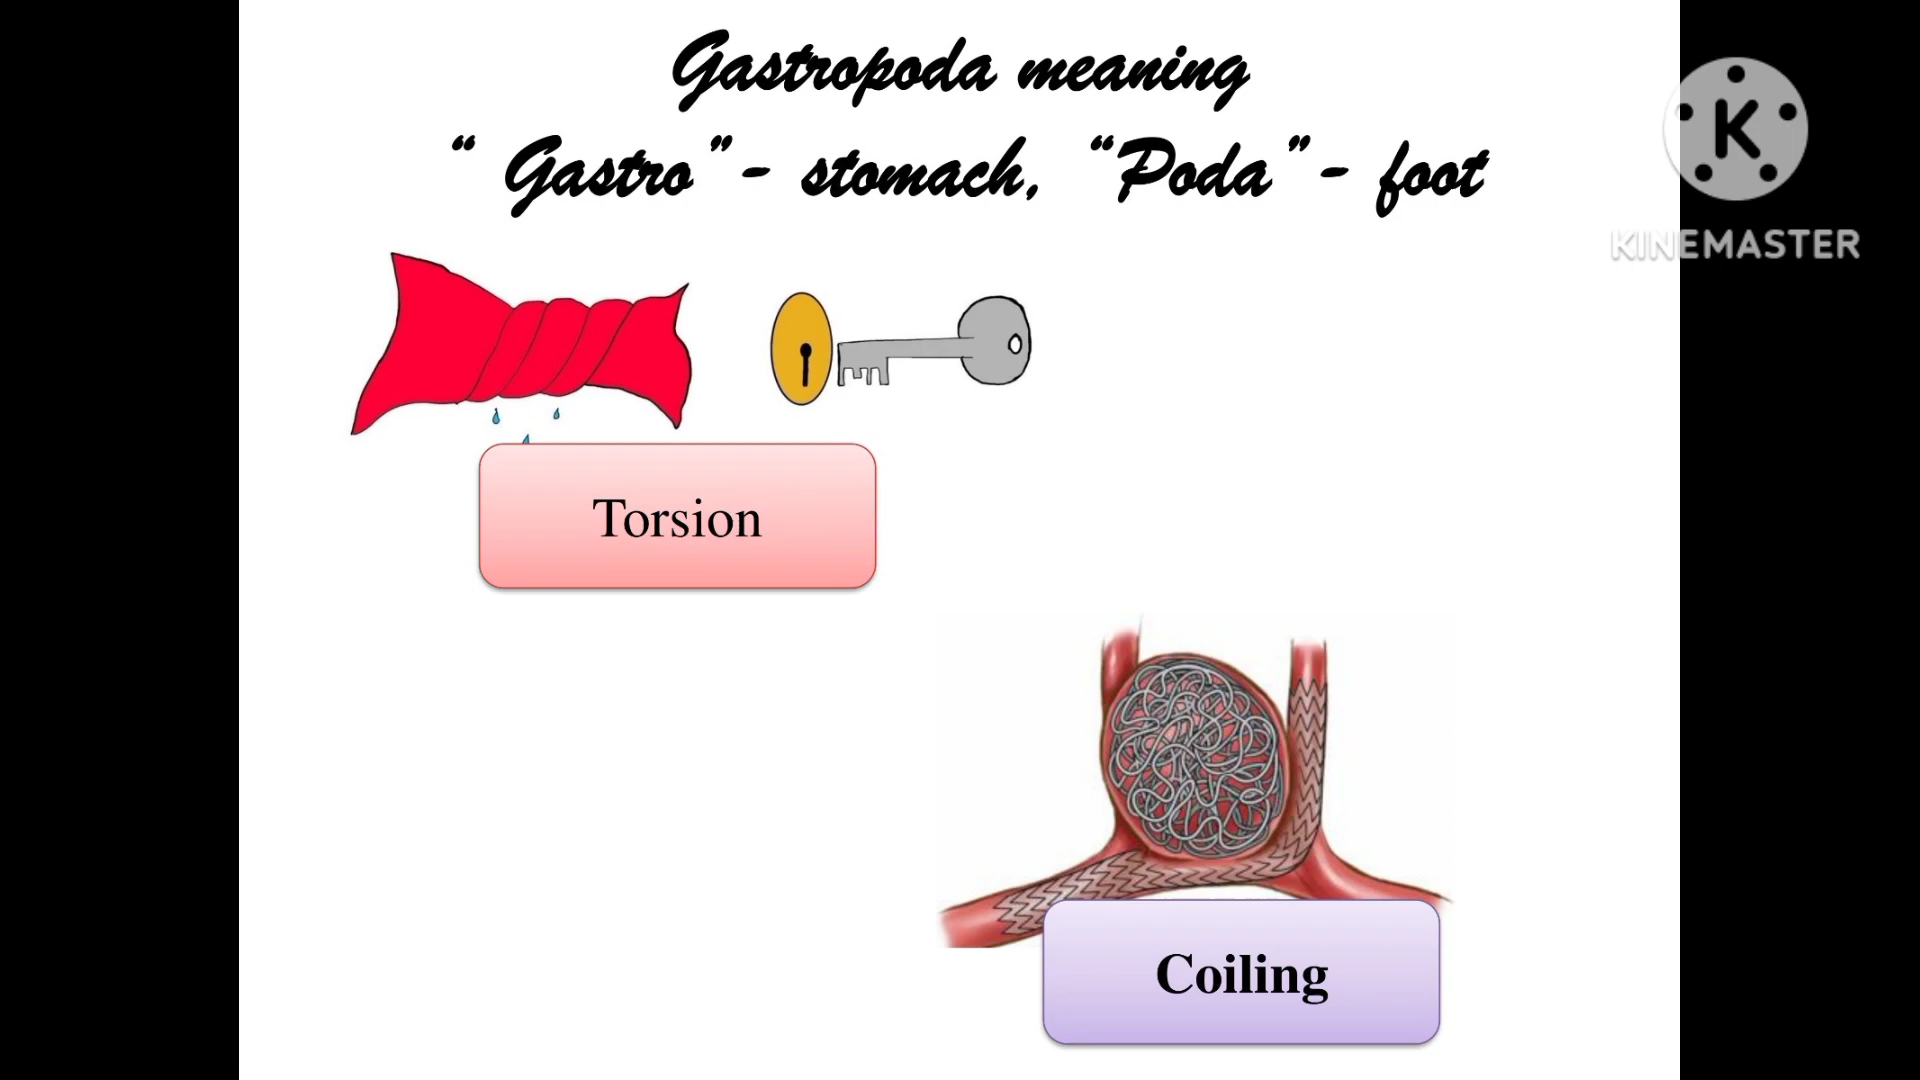 Gastropoda meaning
“ Gastro”- stomach, “Poda”- foot
K
KINEMASTER
Torsion
Coiling